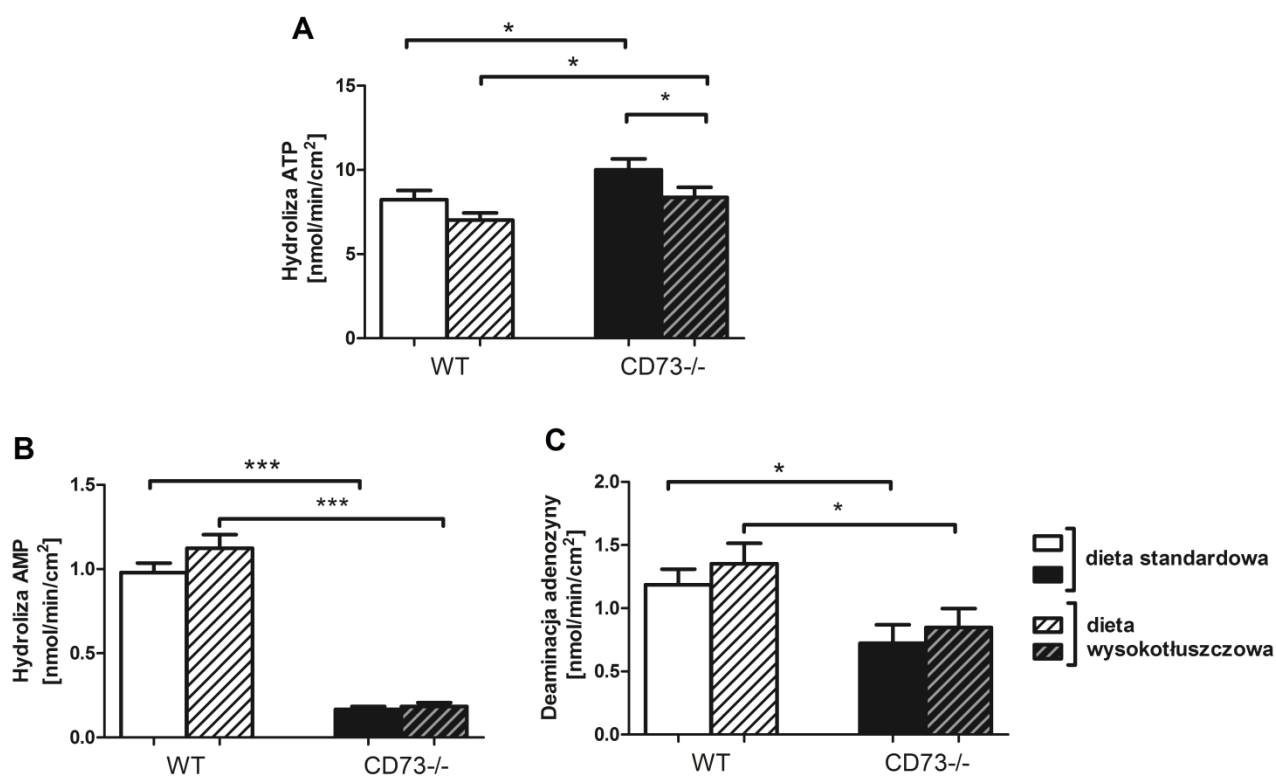 A
*
*
*
Hydroliza ATP
[nmol/min/cm²]
15
10
5
0
WT
CD73-/-
B
***
***
Hydroliza AMP
[nmol/min/cm²]
1.5
1.0
0.5
0.0
WT
CD73-/-
C
*
*
Deaminacja adenozyny
[nmol/min/cm²]
2.0
1.5
1.0
0.5
0.0
WT
CD73-/-
dieta standardowa
dieta
wysokotłuszczowa